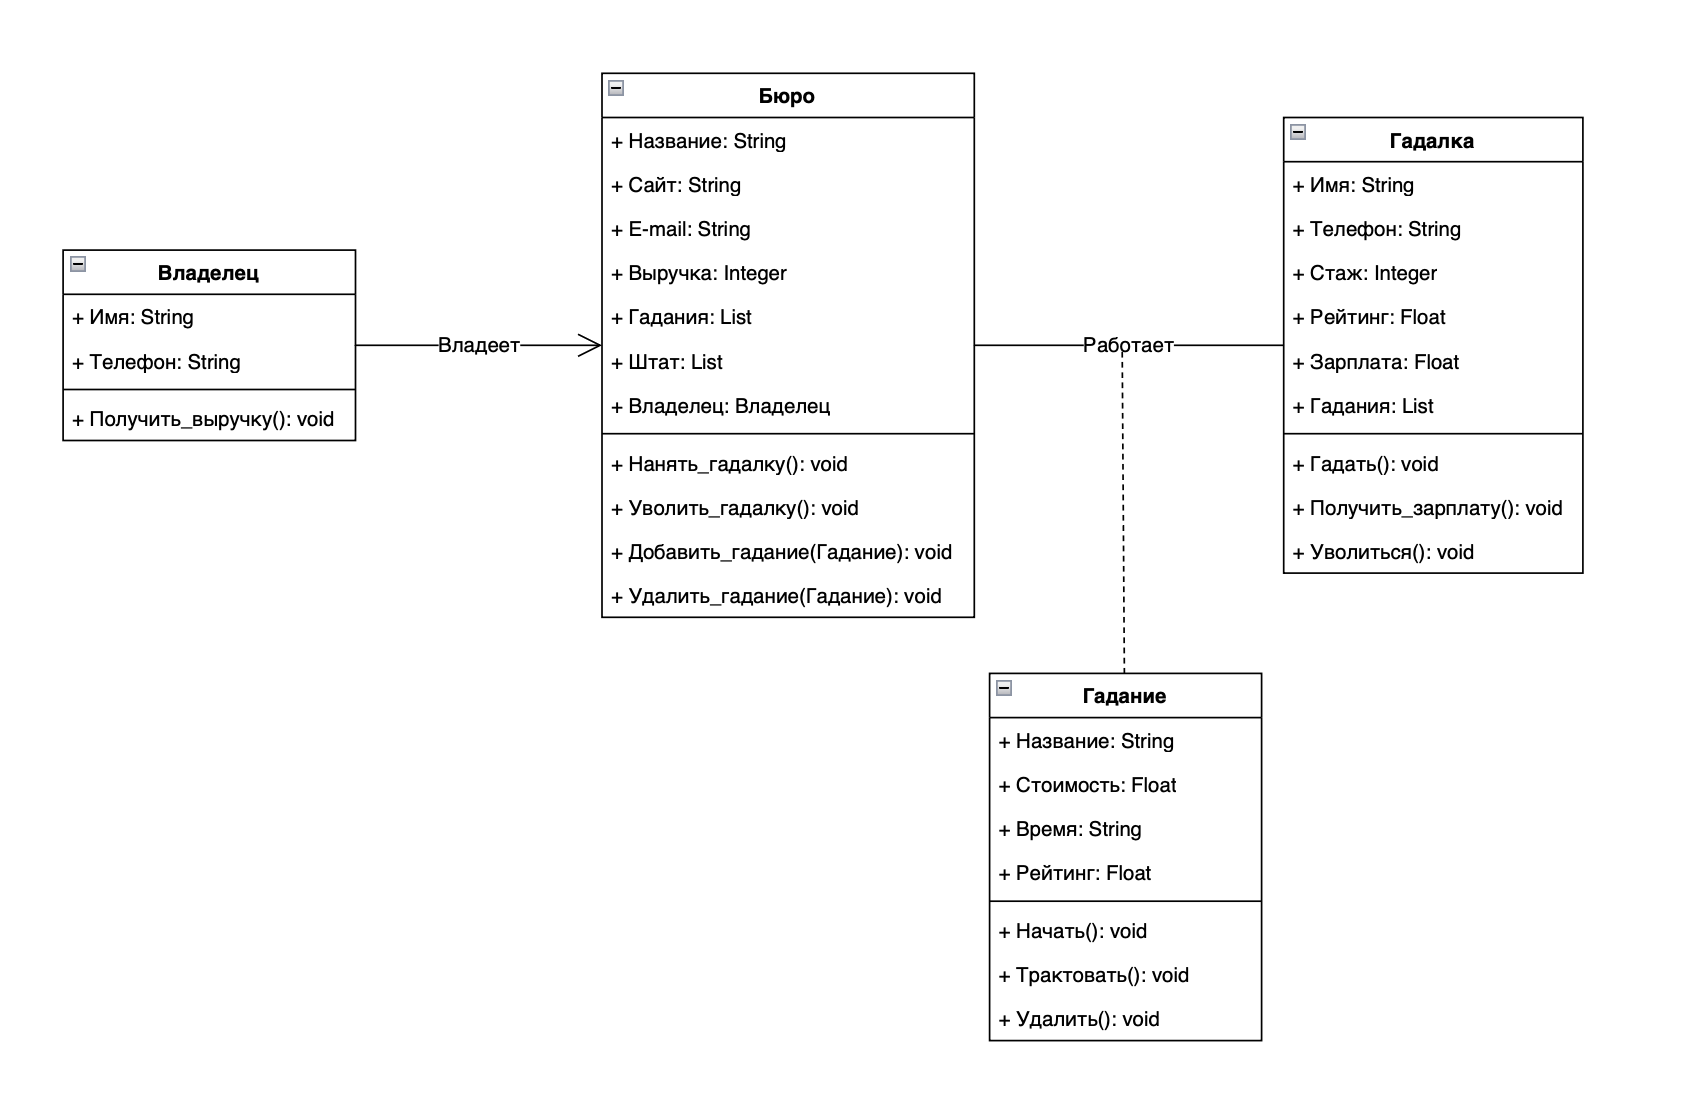 Владелец
+ Имя: String
+ Телефон: String
+ Получить_выручку(): void
Владеет
Бюро
+ Название: String
+ Сайт: String
+ E-mail: String
+ Выручка: Integer
+ Гадания: List
+ Штат: List
+ Владелец: Владелец
+ Нанять_гадалку(): void
+ Уволить_гадалку(): void
+ Добавить_гадание(Гадание): void
+ Удалить_гадание(Гадание): void
Работает
Гадалка
+ Имя: String
+ Телефон: String
+ Стаж: Integer
+ Рейтинг: Float
+ Зарплата: Float
+ Гадания: List
+ Гадать(): void
+ Получить_зарплату(): void
+ Уволиться(): void
Гадание
+ Название: String
+ Стоимость: Float
+ Время: String
+ Рейтинг: Float
+ Начать(): void
+ Трактовать(): void
+ Удалить(): void